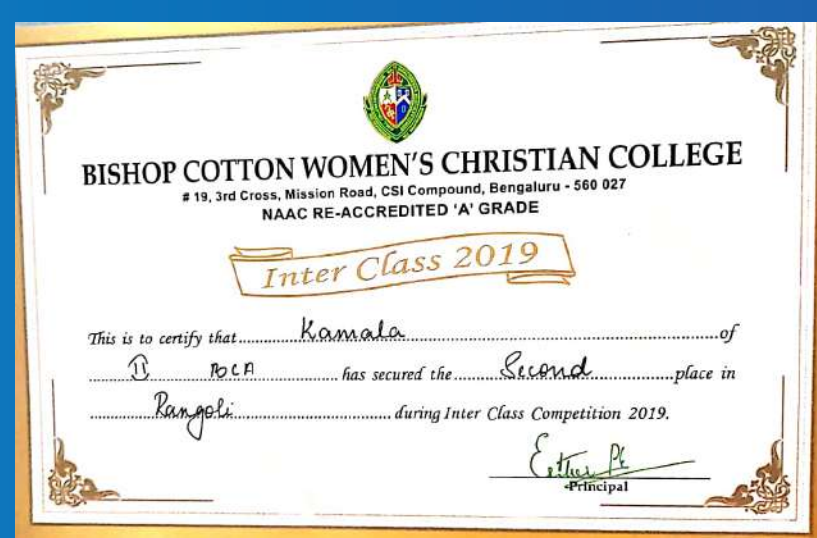 BISHOP COTTON WOMEN'S CHRISTIAN COLLEGE
# 19, 3rd Cross, Mission Road, CSI Compound, Bengaluru - 560 027
NAAC RE-ACCREDITED 'A' GRADE
Inter Class 2019
This is to certify that Kamala of
II BCA has secured the Second place in
Rangoli during Inter Class Competition 2019.
Principal